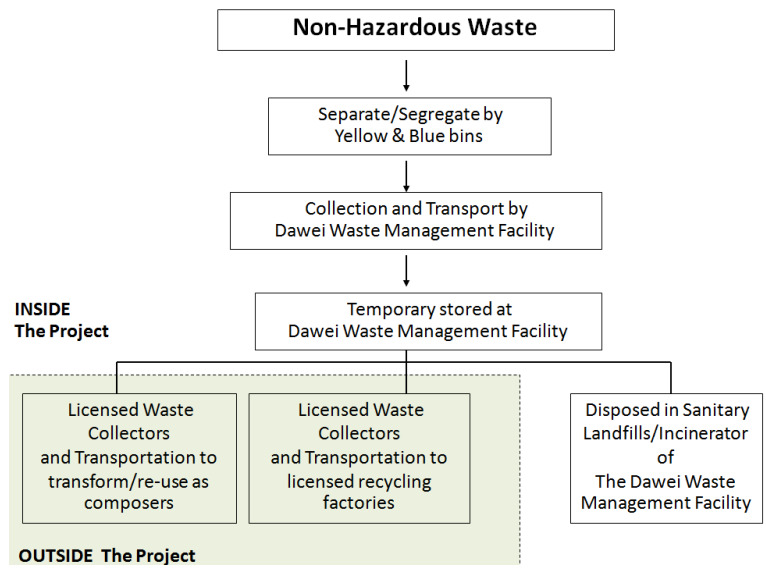 Non-Hazardous Waste
Separate/Segregate by
Yellow & Blue bins
Collection and Transport by
Dawei Waste Management Facility
INSIDE
The Project
Temporary stored at
Dawei Waste Management Facility
Licensed Waste
Collectors
and Transportation to
transform/re-use as
composers
Licensed Waste
Collectors
and Transportation to
licensed recycling
factories
Disposed in Sanitary
Landfills/Incinerator
of
The Dawei Waste
Management Facility
OUTSIDE The Project